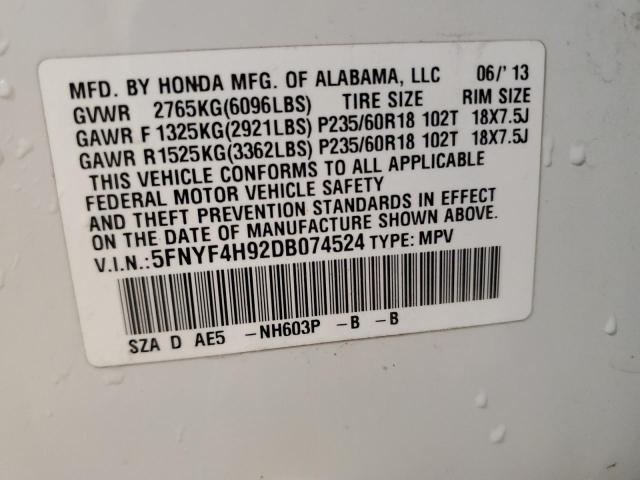 MFD. BY HONDA MFG. OF ALABAMA, LLC 06/'13
GVWR 2765KG(6096LBS) TIRE SIZE RIM SIZE
GAWR F 1325KG(2921LBS) P235/60R18 102T 18X7.5J
GAWR R1525KG(3362LBS) P235/60R18 102T 18X7.5J
THIS VEHICLE CONFORMS TO ALL APPLICABLE
FEDERAL MOTOR VEHICLE SAFETY
AND THEFT PREVENTION STANDARDS IN EFFECT
ON THE DATE OF MANUFACTURE SHOWN ABOVE.
V.I.N.:5FNYF4H92DB074524 TYPE: MPV
SZA D AE5 -NH603P -B -B